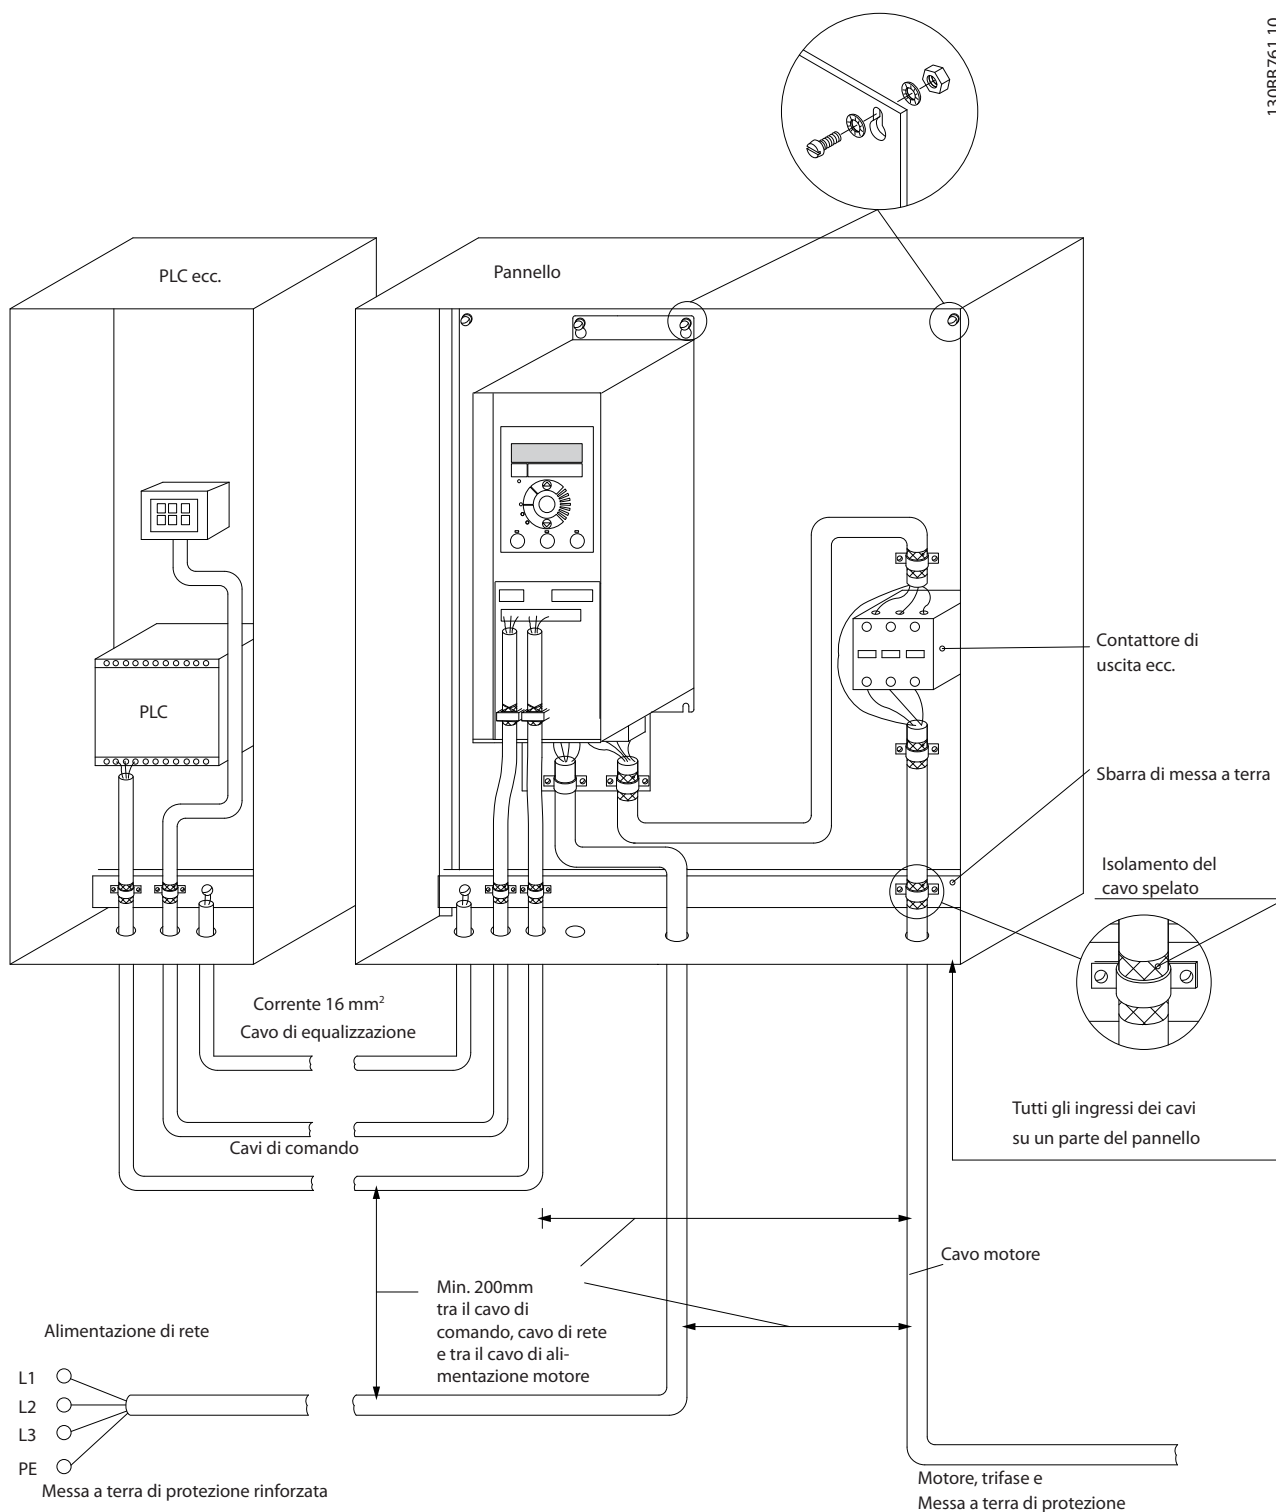 130BB761.10
PLC ecc.
Pannello
PLC
Contattore di
uscita ecc.
Sbarra di messa a terra
Isolamento del
cavo spelato
Corrente 16 mm²
Cavo di equalizzazione
Tutti gli ingressi dei cavi
su un parte del pannello
Cavi di comando
Cavo motore
Min. 200mm
tra il cavo di
comando, cavo di rete
e tra il cavo di ali-
mentazione motore
Alimentazione di rete
L1
L2
L3
PE
Messa a terra di protezione rinforzata
Motore, trifase e
Messa a terra di protezione